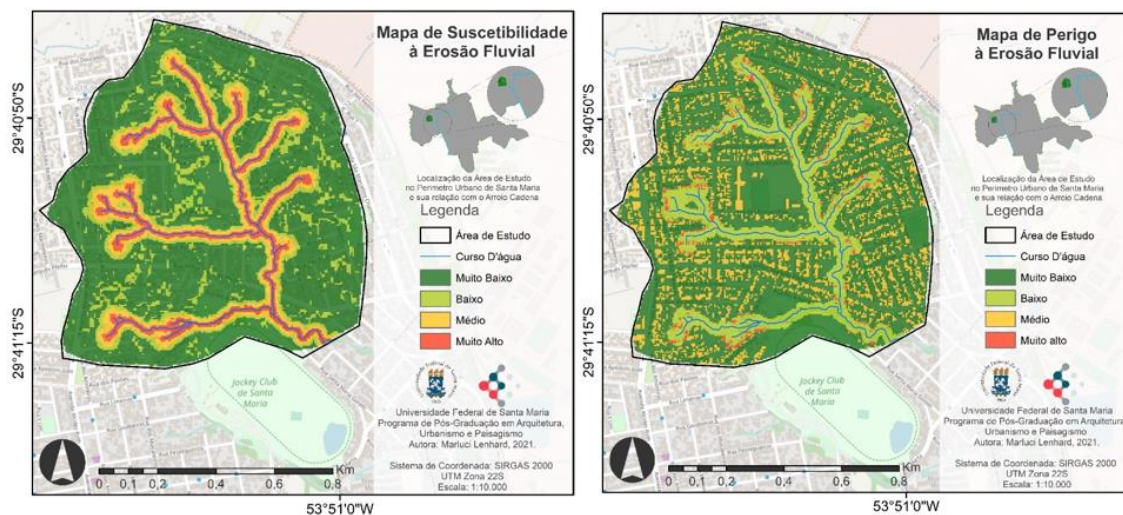 Mapa de Suscetibilidade
à Erosão Fluvial
29°40'50"S
Localização da Área de Estudo
no Perímetro Urbano de Santa Maria
e sua relação com o Arroio Cadena
Legenda
Área de Estudo
Curso D'água
Muito Baixo
Baixo
Médio
Muito Alto
29°41'15"S
Jockey Club
de Santa
Maria
Universidade Federal de Santa Maria
Programa de Pós-Graduação em Arquitetura,
Urbanismo e Paisagismo
Autora: Marluci Lenhard, 2021.
Sistema de Coordenada: SIRGAS 2000
UTM Zona 22S
Escala: 1:10.000
Km
0 0,1 0,2 0,4 0,6 0,8
53°51'0"W
Mapa de Perigo
à Erosão Fluvial
29°40'50"S
Localização da Área de Estudo
no Perímetro Urbano de Santa Maria
e sua relação com o Arroio Cadena
Legenda
Área de Estudo
Curso D'água
Muito Baixo
Baixo
Médio
Muito alto
29°41'15"S
Jockey Club
de Santa
Maria
Universidade Federal de Santa Maria
Programa de Pós-Graduação em Arquitetura,
Urbanismo e Paisagismo
Autora: Marluci Lenhard, 2021.
Sistema de Coordenada: SIRGAS 2000
UTM Zona 22S
Escala: 1:10.000
Km
0 0,1 0,2 0,4 0,6 0,8
53°51'0"W